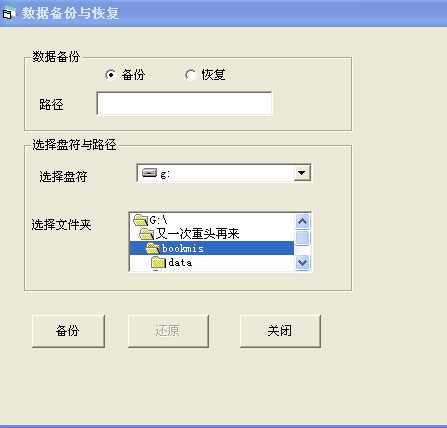 数据备份与恢复
数据备份
备份 恢复
路径
选择盘符与路径
选择盘符 g:
选择文件夹 G:\
又一次重头再来
bookmis
data
备份 还原 关闭